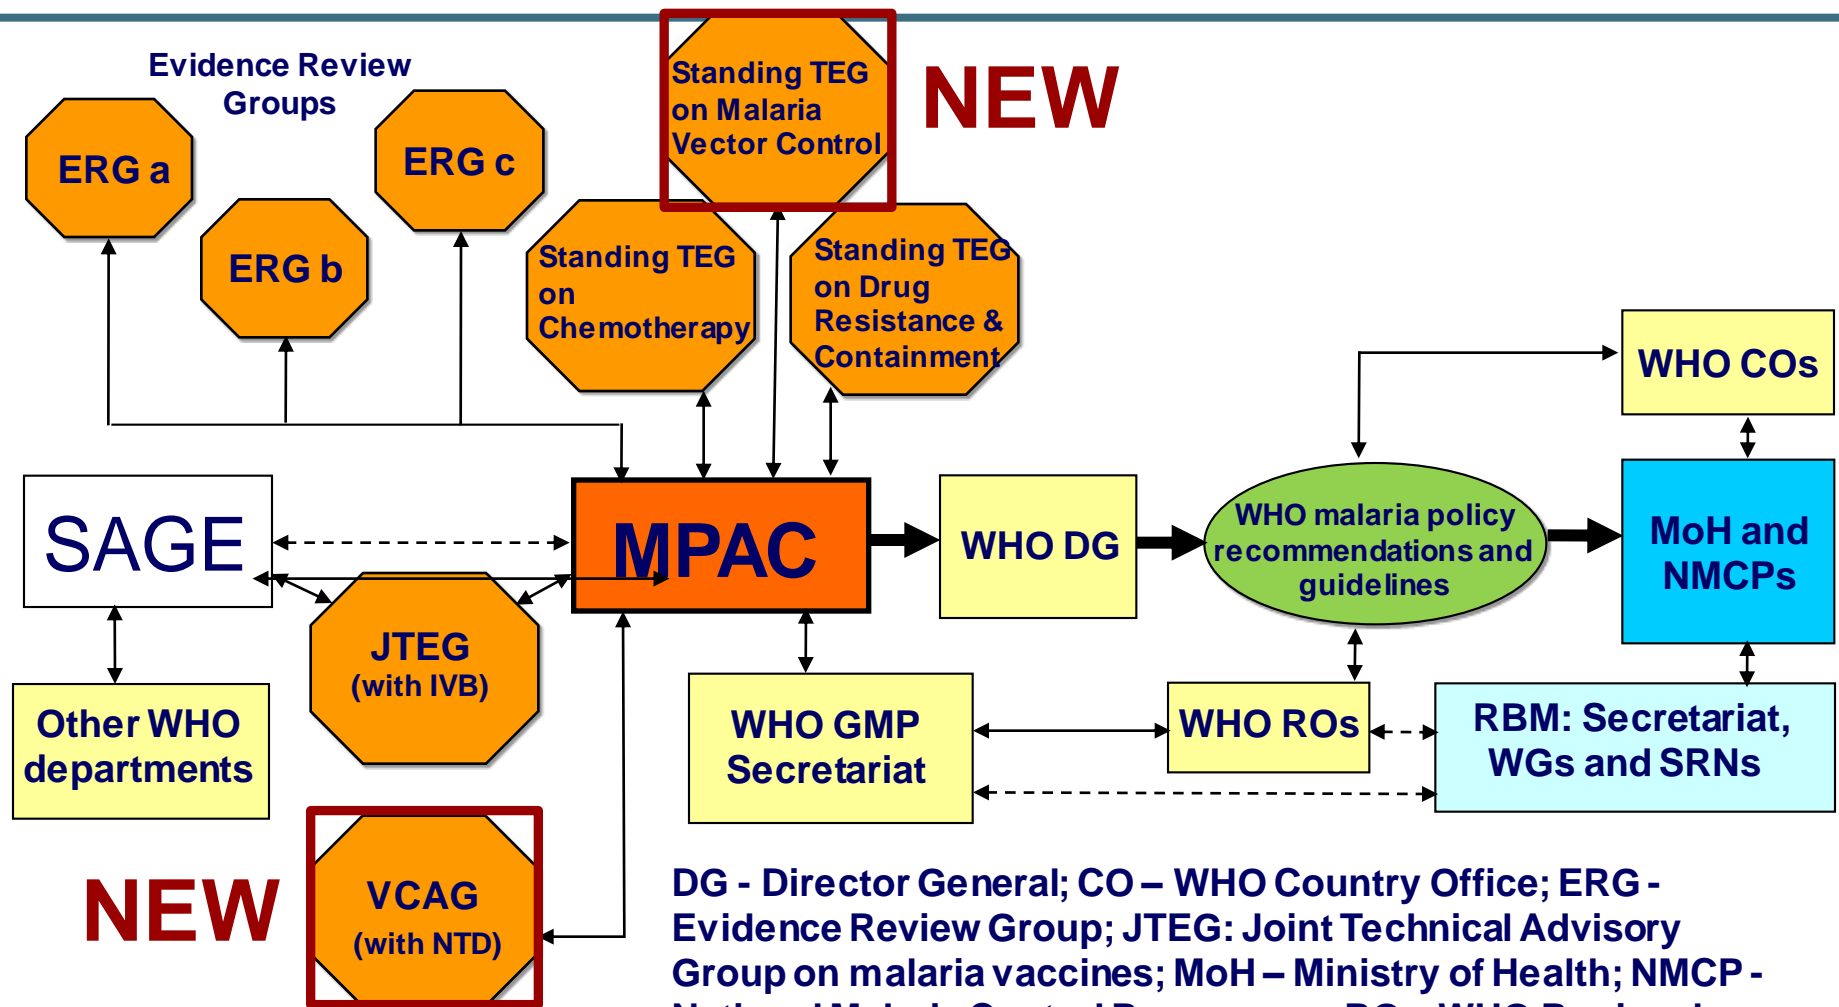 Evidence Review
Groups
ERG a
ERG b
ERG c
Standing TEG
on Malaria
Vector Control
NEW
Standing TEG
on
Chemotherapy
Standing TEG
on Drug
Resistance &
Containment
WHO COs
SAGE
MPAC
WHO DG
WHO malaria policy
recommendations and
guidelines
MoH and
NMCPs
JTEG
(with IVB)
Other WHO
departments
WHO GMP
Secretariat
WHO ROs
RBM: Secretariat,
WGs and SRNs
NEW
VCAG
(with NTD)
DG - Director General; CO – WHO Country Office; ERG -
Evidence Review Group; JTEG: Joint Technical Advisory
Group on malaria vaccines; MoH – Ministry of Health; NMCP -